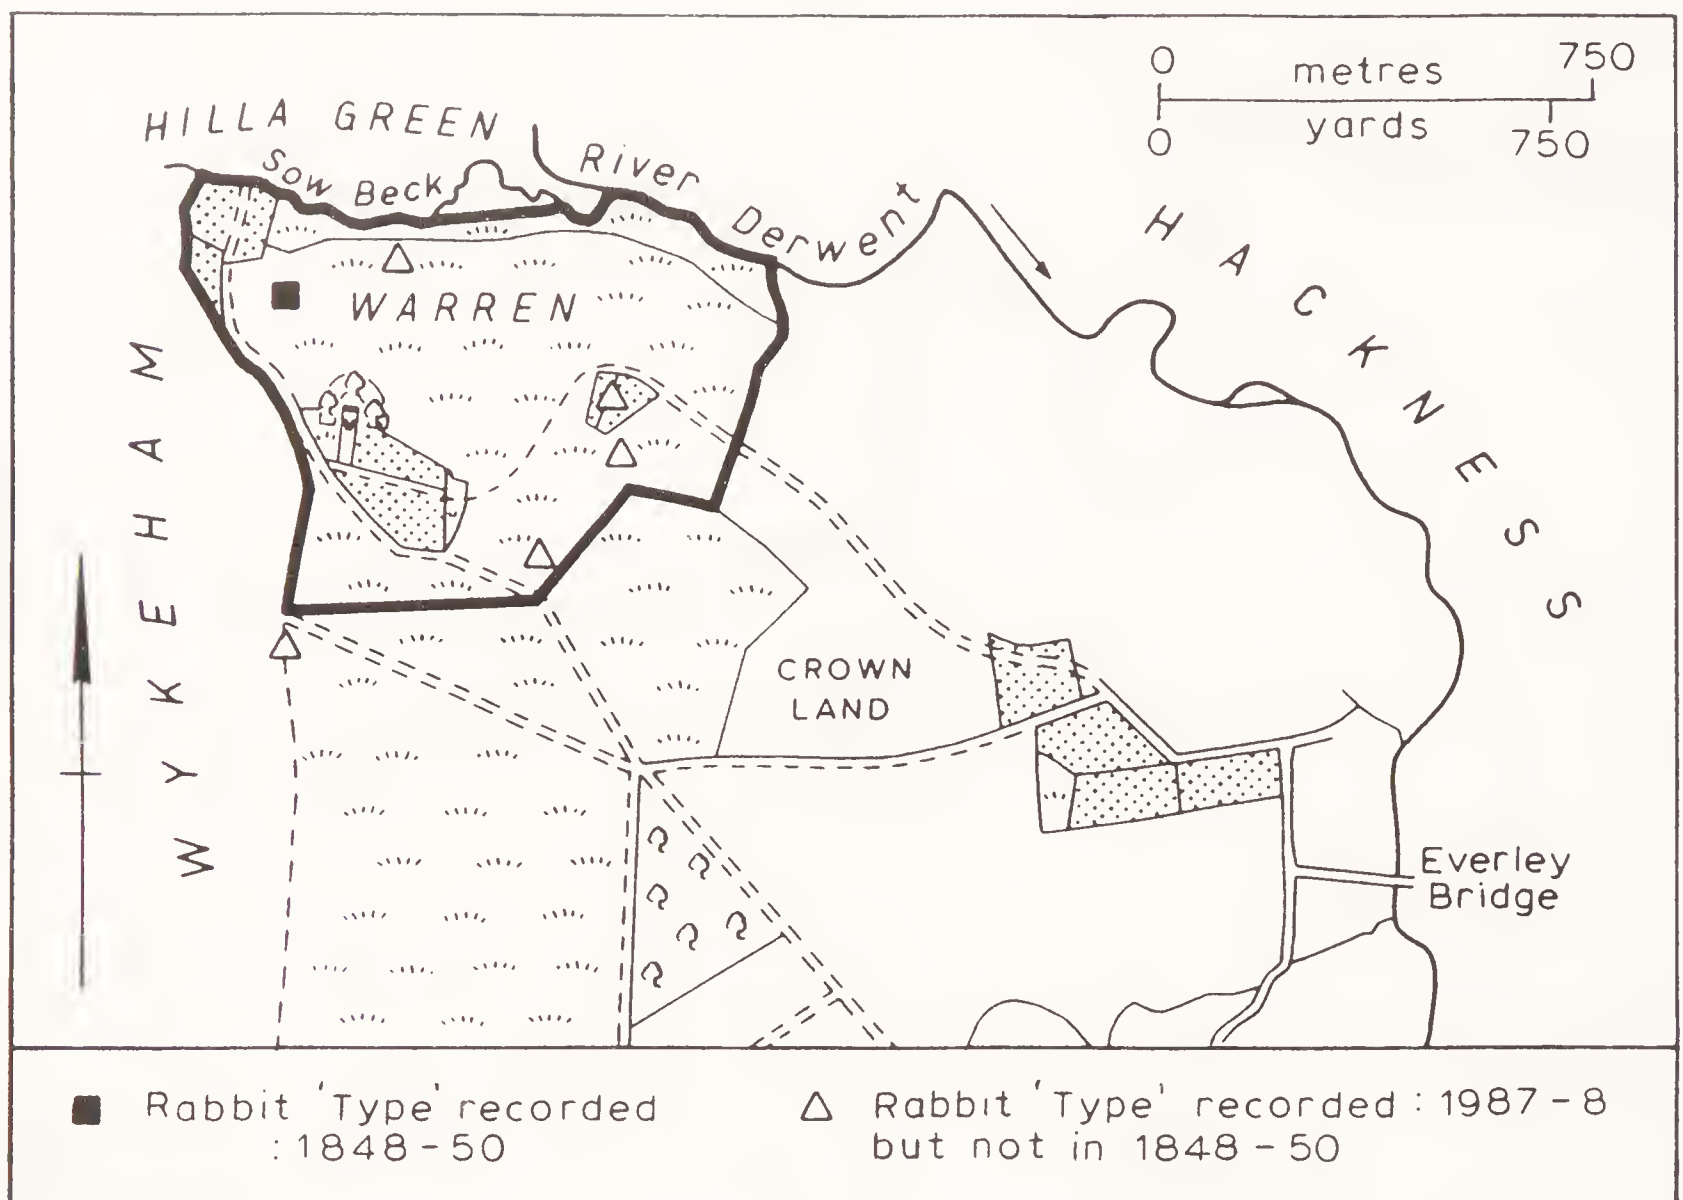 0 750
metres
yards
0 750
HILLA GREEN
Sow Beck
River Derwent
HACKNESS
WARREN
WYKEHAM
CROWN
LAND
Everley
Bridge
Rabbit 'Type' recorded
: 1848-50
Rabbit 'Type' recorded : 1987-8
but not in 1848-50